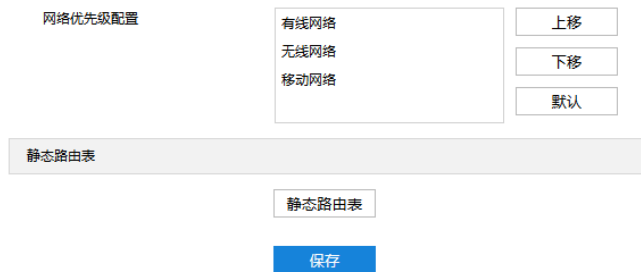 网络优先级配置
有线网络
无线网络
移动网络
上移
下移
默认
静态路由表
静态路由表
保存